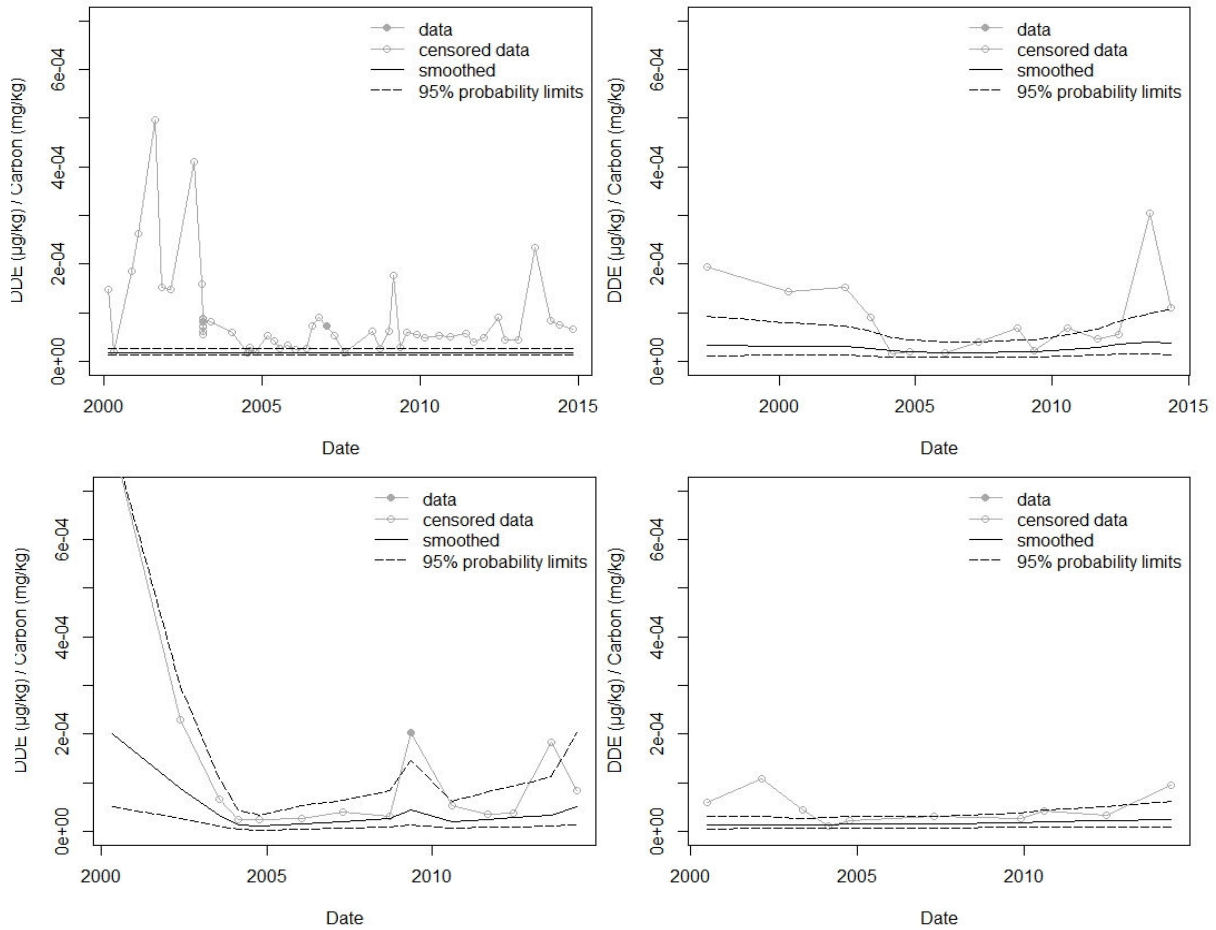 data
censored data
smoothed
95% probability limits
DDE (µg/kg) / Carbon (mg/kg)
6e-04
4e-04
2e-04
0e+00
2000 2005 2010 2015
Date
data
censored data
smoothed
95% probability limits
DDE (µg/kg) / Carbon (mg/kg)
6e-04
4e-04
2e-04
0e+00
2000 2005 2010 2015
Date
data
censored data
smoothed
95% probability limits
DDE (µg/kg) / Carbon (mg/kg)
6e-04
4e-04
2e-04
0e+00
2000 2005 2010
Date
data
censored data
smoothed
95% probability limits
DDE (µg/kg) / Carbon (mg/kg)
6e-04
4e-04
2e-04
0e+00
2000 2005 2010
Date